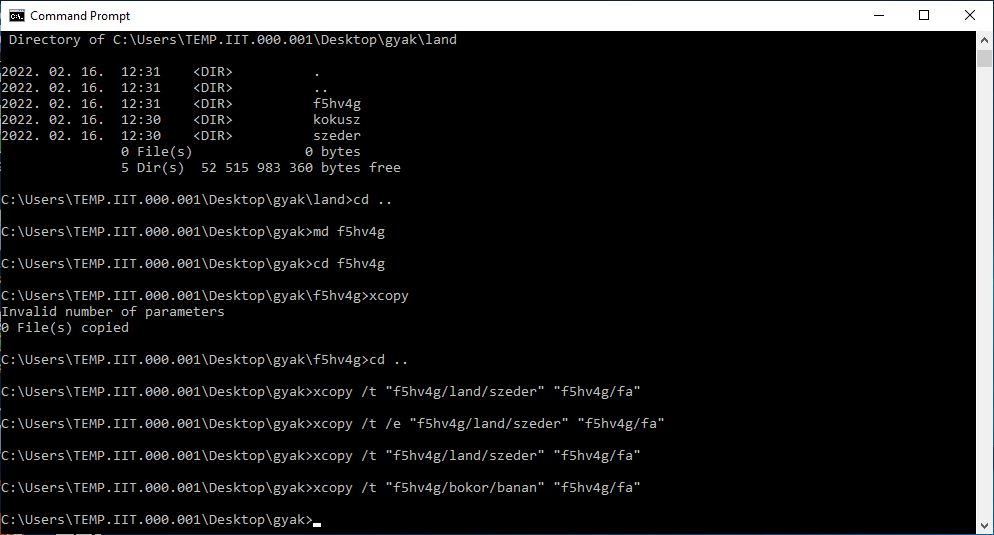 Command Prompt
Directory of C:\Users\TEMP.IIT.000.001\Desktop\gyak\land
2022. 02. 16.  12:31    <DIR>          .
2022. 02. 16.  12:31    <DIR>          ..
2022. 02. 16.  12:31    <DIR>          f5hv4g
2022. 02. 16.  12:30    <DIR>          kokusz
2022. 02. 16.  12:30    <DIR>          szeder
0 File(s)              0 bytes
5 Dir(s)  52 515 983 360 bytes free
C:\Users\TEMP.IIT.000.001\Desktop\gyak\land>cd ..
C:\Users\TEMP.IIT.000.001\Desktop\gyak>md f5hv4g
C:\Users\TEMP.IIT.000.001\Desktop\gyak>cd f5hv4g
C:\Users\TEMP.IIT.000.001\Desktop\gyak\f5hv4g>xcopy
Invalid number of parameters
0 File(s) copied
C:\Users\TEMP.IIT.000.001\Desktop\gyak\f5hv4g>cd ..
C:\Users\TEMP.IIT.000.001\Desktop\gyak>xcopy /t "f5hv4g/land/szeder" "f5hv4g/fa"
C:\Users\TEMP.IIT.000.001\Desktop\gyak>xcopy /t /e "f5hv4g/land/szeder" "f5hv4g/fa"
C:\Users\TEMP.IIT.000.001\Desktop\gyak>xcopy /t "f5hv4g/land/szeder" "f5hv4g/fa"
C:\Users\TEMP.IIT.000.001\Desktop\gyak>xcopy /t "f5hv4g/bokor/banan" "f5hv4g/fa"
C:\Users\TEMP.IIT.000.001\Desktop\gyak>